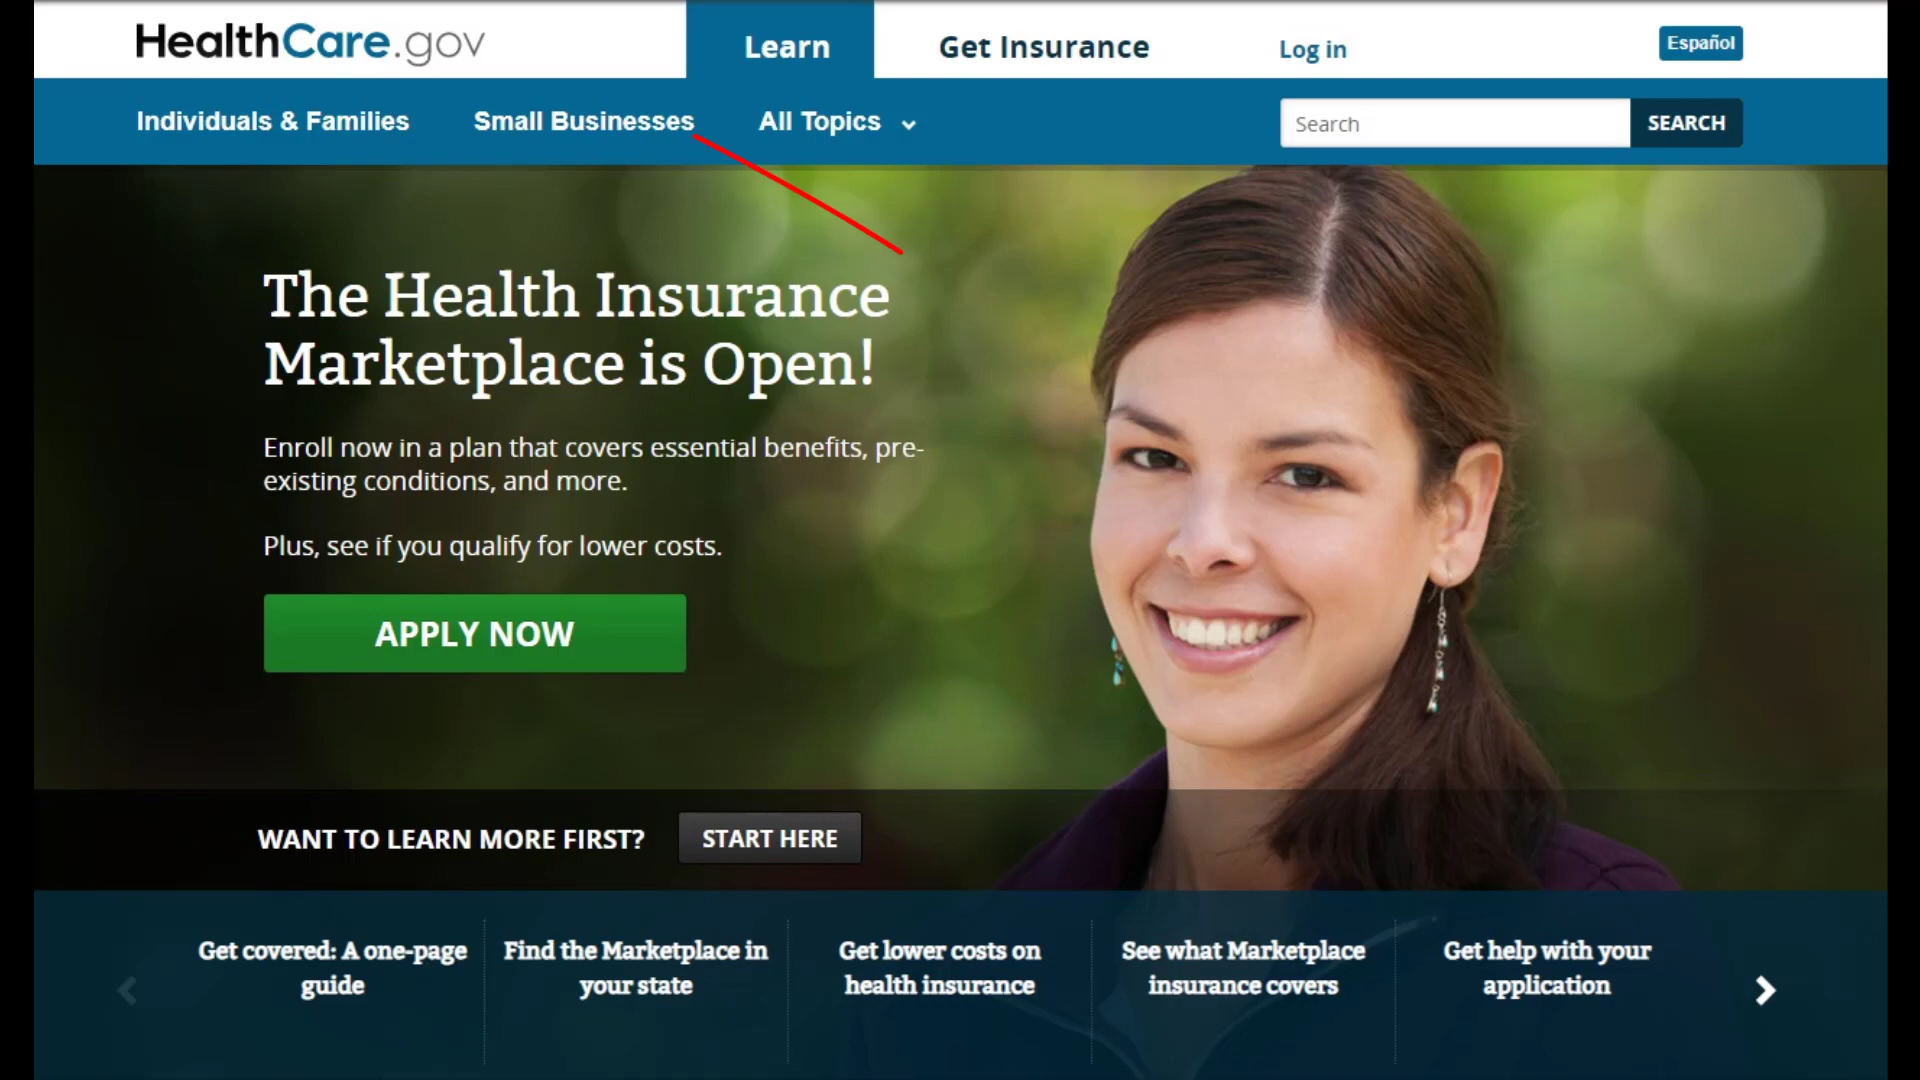 HealthCare.gov
Learn
Get Insurance
Log in
Español
Individuals & Families
Small Businesses
All Topics
Search
SEARCH
The Health Insurance
Marketplace is Open!
Enroll now in a plan that covers essential benefits, pre-
existing conditions, and more.
Plus, see if you qualify for lower costs.
APPLY NOW
WANT TO LEARN MORE FIRST?
START HERE
Get covered: A one-page
guide
Find the Marketplace in
your state
Get lower costs on
health insurance
See what Marketplace
insurance covers
Get help with your
application